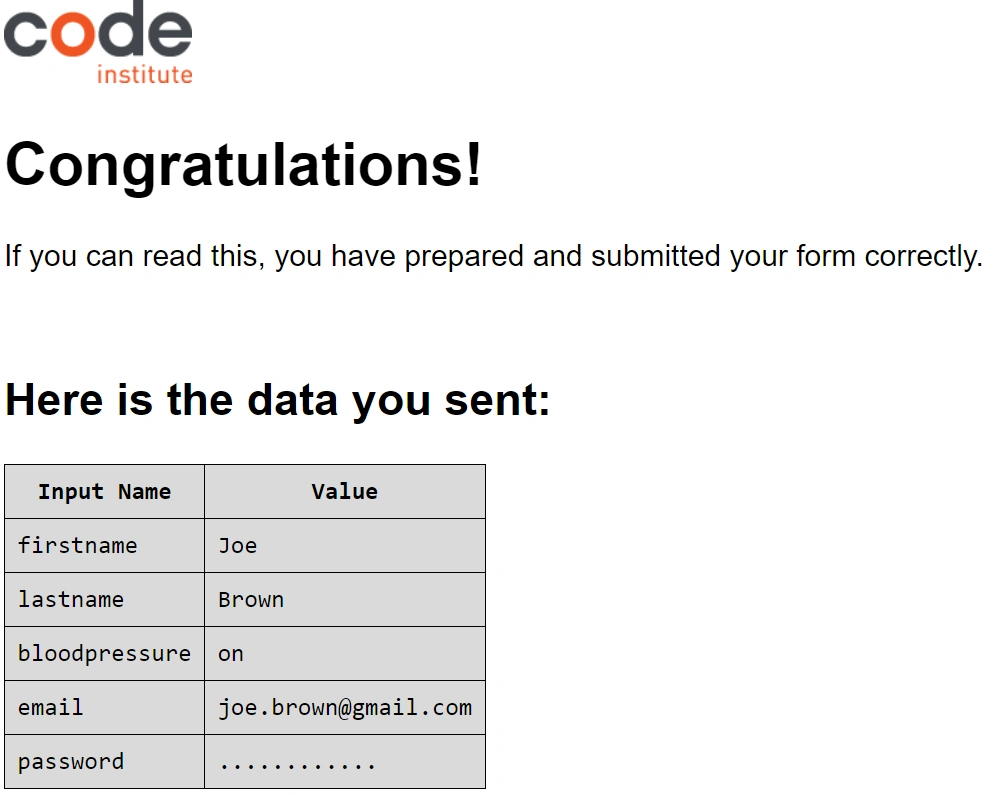 code
institute
Congratulations!
If you can read this, you have prepared and submitted your form correctly.
Here is the data you sent:
Input Name Value
firstname Joe
lastname Brown
bloodpressure on
email joe.brown@gmail.com
password ............